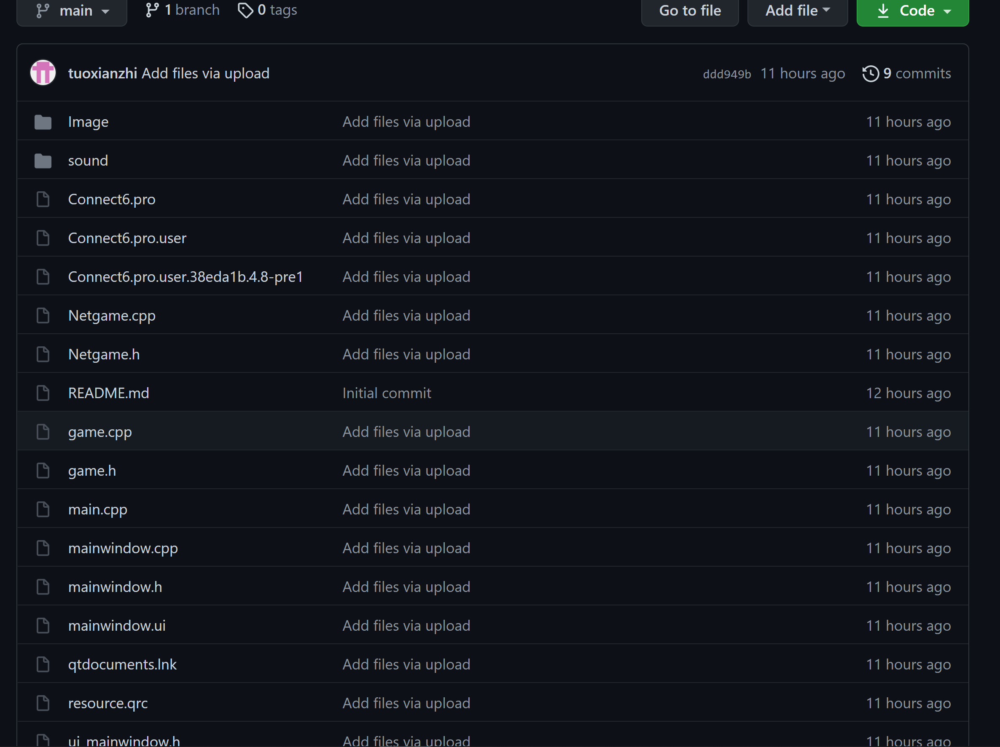 main 1 branch 0 tags Go to file Add file Code
tuoxianzhi Add files via upload ddd949b 11 hours ago 9 commits
Image Add files via upload 11 hours ago
sound Add files via upload 11 hours ago
Connect6.pro Add files via upload 11 hours ago
Connect6.pro.user Add files via upload 11 hours ago
Connect6.pro.user.38eda1b.4.8-pre1 Add files via upload 11 hours ago
Netgame.cpp Add files via upload 11 hours ago
Netgame.h Add files via upload 11 hours ago
README.md Initial commit 12 hours ago
game.cpp Add files via upload 11 hours ago
game.h Add files via upload 11 hours ago
main.cpp Add files via upload 11 hours ago
mainwindow.cpp Add files via upload 11 hours ago
mainwindow.h Add files via upload 11 hours ago
mainwindow.ui Add files via upload 11 hours ago
qtdocuments.lnk Add files via upload 11 hours ago
resource.qrc Add files via upload 11 hours ago
ui_mainwindow.h Add files via upload 11 hours ago